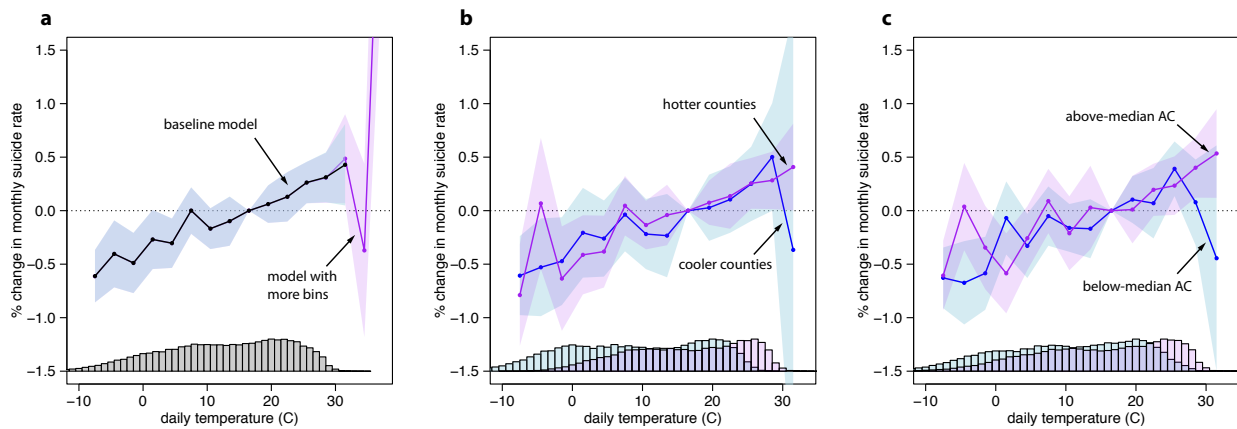 a
% change in monthly suicide rate
1.5
1.0
0.5
0.0
−0.5
−1.0
−1.5
baseline model
model with
more bins
−10
0
10
20
30
daily temperature (C)
b
% change in monthly suicide rate
1.5
1.0
0.5
0.0
−0.5
−1.0
−1.5
hotter counties
cooler counties
−10
0
10
20
30
daily temperature (C)
c
% change in monthly suicide rate
1.5
1.0
0.5
0.0
−0.5
−1.0
−1.5
above-median AC
below-median AC
−10
0
10
20
30
daily temperature (C)